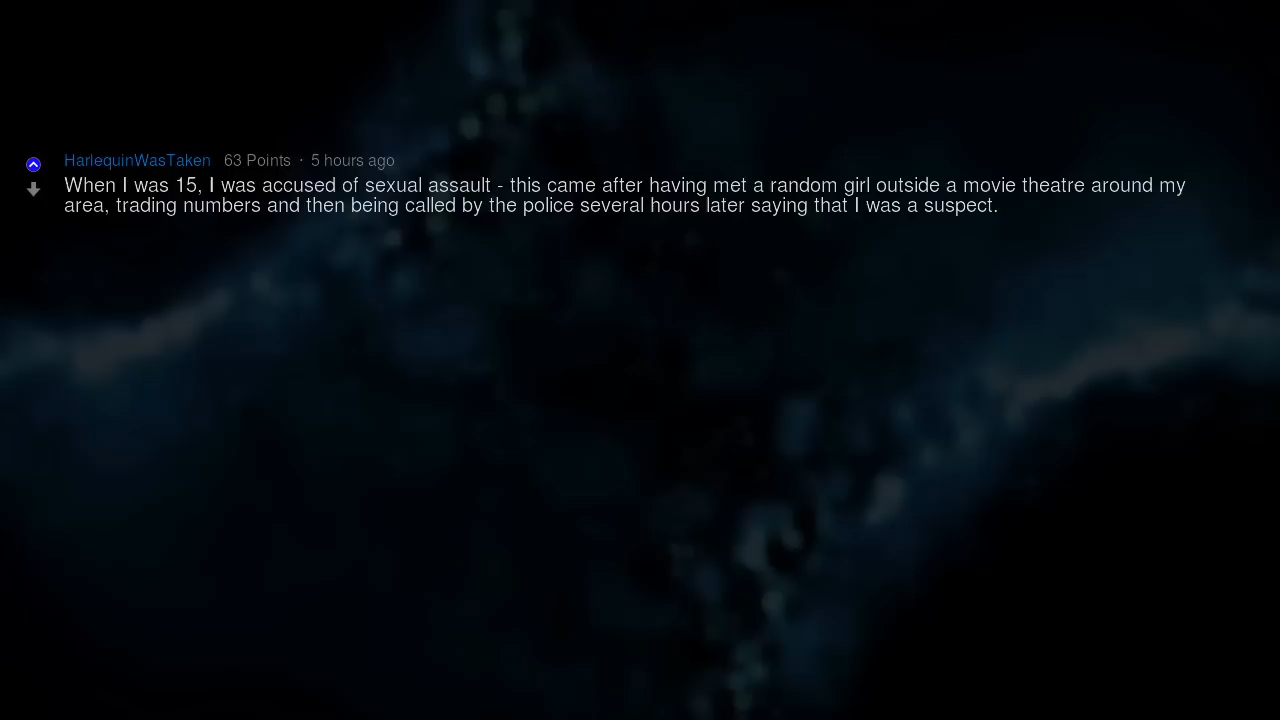 HarlequinWasTaken 63 Points · 5 hours ago
When I was 15, I was accused of sexual assault - this came after having met a random girl outside a movie theatre around my
area, trading numbers and then being called by the police several hours later saying that I was a suspect.